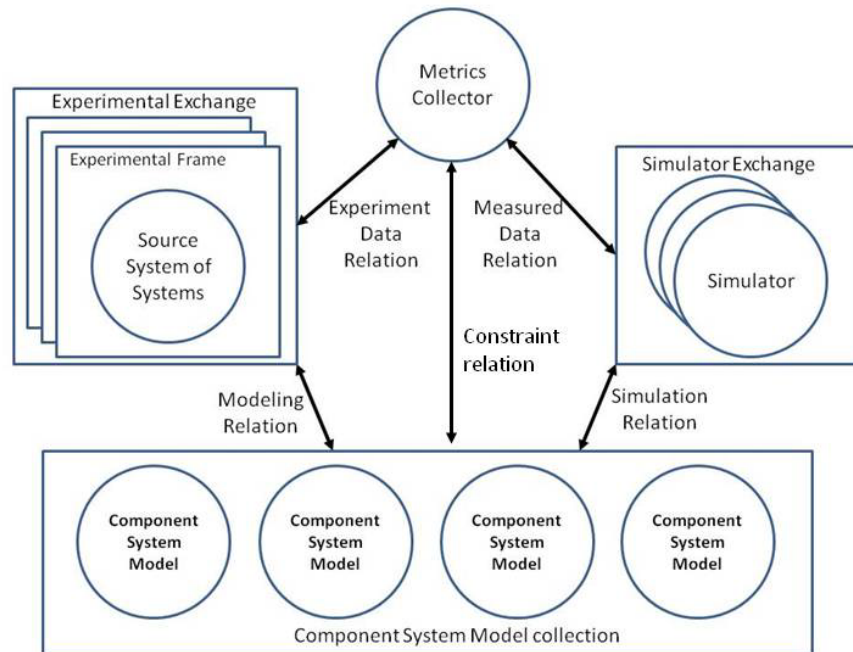 Metrics
Collector
Experimental Exchange
Experimental Frame
Source
System of
Systems
Experiment
Data
Relation
Measured
Data
Relation
Simulator Exchange
Simulator
Constraint
relation
Modeling
Relation
Simulation
Relation
Component
System
Model
Component
System
Model
Component
System
Model
Component
System
Model
Component System Model collection